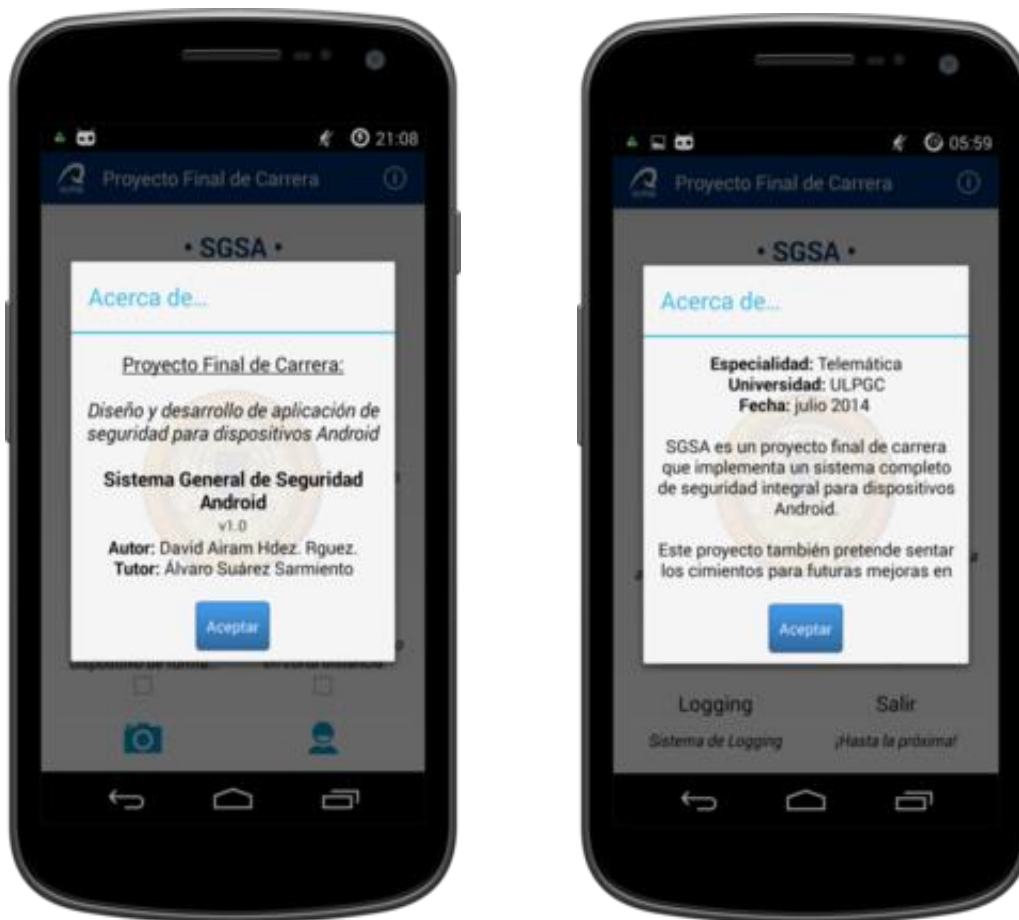 21:08
Proyecto Final de Carrera
• SGSA •
Acerca de...
Proyecto Final de Carrera:
Diseño y desarrollo de aplicación de
seguridad para dispositivos Android
Sistema General de Seguridad
Android
v1.0
Autor: David Airam Hdez. Rguez.
Tutor: Álvaro Suárez Sarmiento
Aceptar
05:59
Proyecto Final de Carrera
• SGSA •
Acerca de...
Especialidad: Telemática
Universidad: ULPGC
Fecha: julio 2014
SGSA es un proyecto final de carrera
que implementa un sistema completo
de seguridad integral para dispositivos
Android.
Este proyecto también pretende sentar
los cimientos para futuras mejoras en
Aceptar
Logging
Salir
Sistema de Logging
¡Hasta la próxima!